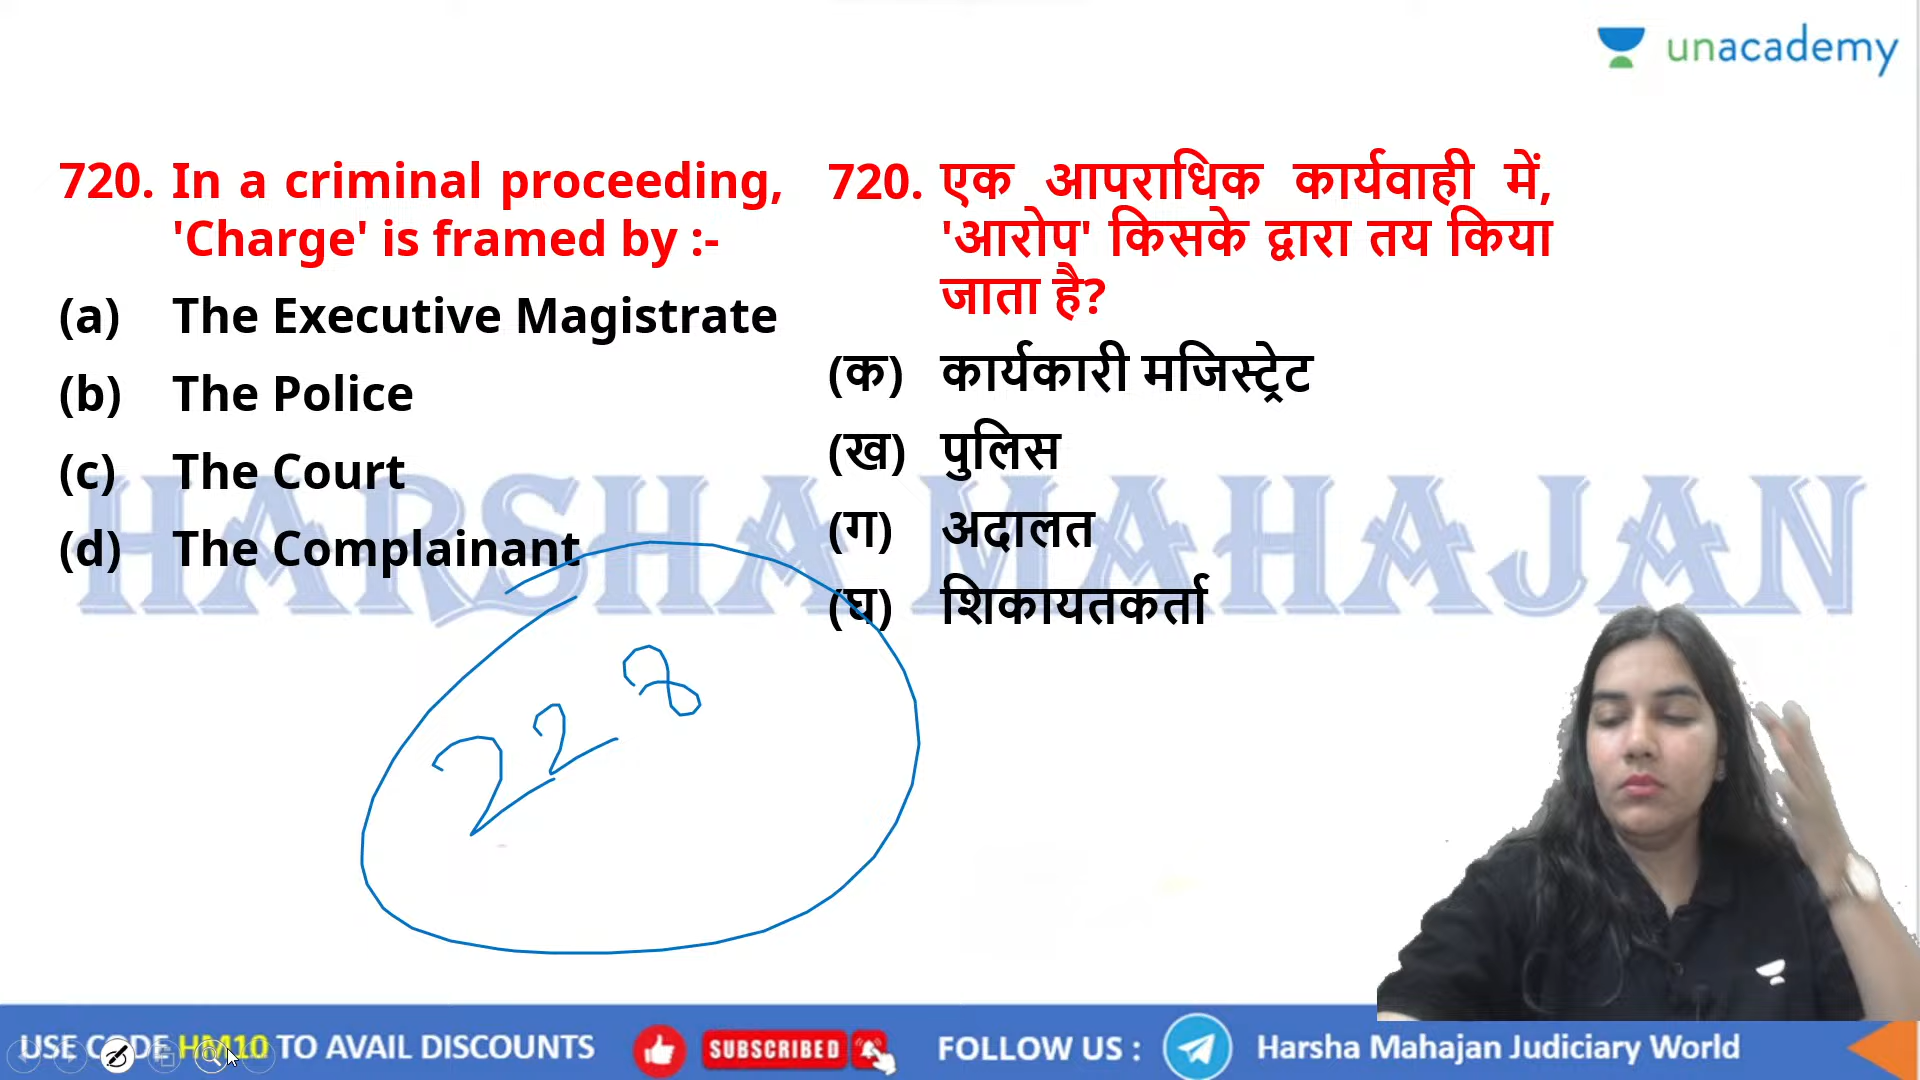 unacademy
720. In a criminal proceeding,
'Charge' is framed by :-
(a) The Executive Magistrate
(b) The Police
(c) The Court
(d) The Complainant
720. एक आपराधिक कार्यवाही में,
'आरोप' किसके द्वारा तय किया
जाता है?
(क) कार्यकारी मजिस्ट्रेट
(ख) पुलिस
(ग) अदालत
(घ) शिकायतकर्ता
HARSHA MAHAJAN
228
USE CODE HM10 TO AVAIL DISCOUNTS
SUBSCRIBED
FOLLOW US :
Harsha Mahajan Judiciary World